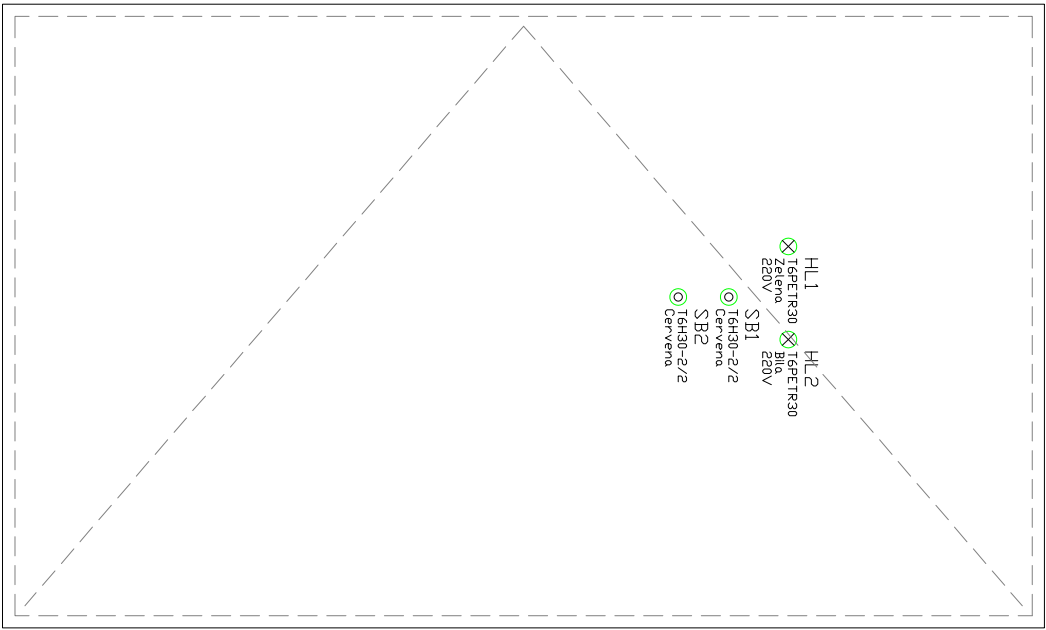 HL1
T6PETR30
Zelena
220V
HL2
T6PETR30
Bila
220V
SB1
T6H30-2/2
Cervena
SB2
T6H30-2/2
Cervena